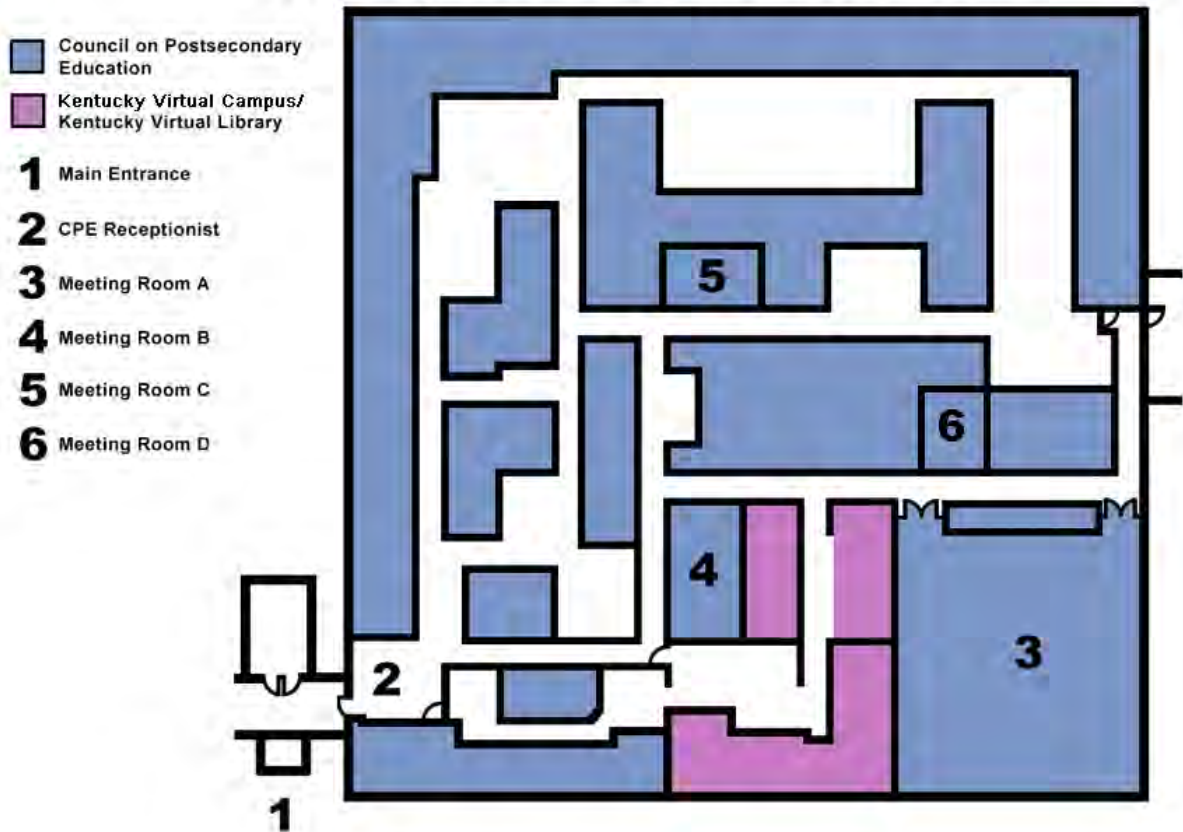 Council on Postsecondary
Education
Kentucky Virtual Campus/
Kentucky Virtual Library
1 Main Entrance
2 CPE Receptionist
3 Meeting Room A
4 Meeting Room B
5 Meeting Room C
6 Meeting Room D
5
6
4
3
2
1